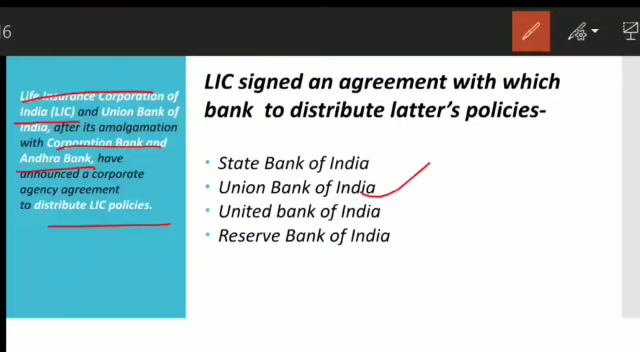 16
Life Insurance Corporation of
India (LIC) and Union Bank of
India, after its amalgamation
with Corporation Bank and
Andhra Bank, have
announced a corporate
agency agreement
to distribute LIC policies.
LIC signed an agreement with which
bank to distribute latter's policies-
• State Bank of India
• Union Bank of India
• United bank of India
• Reserve Bank of India